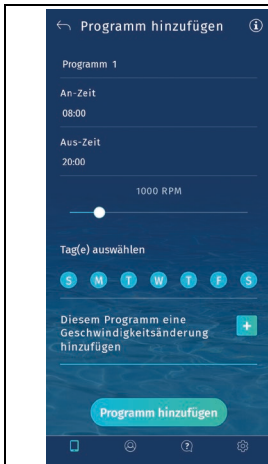 Programm hinzufügen
Programm 1
An-Zeit
08:00
Aus-Zeit
20:00
1000 RPM
Tag(e) auswählen
S M T W T F S
Diesem Programm eine
Geschwindigkeitsänderung
hinzufügen
Programm hinzufügen